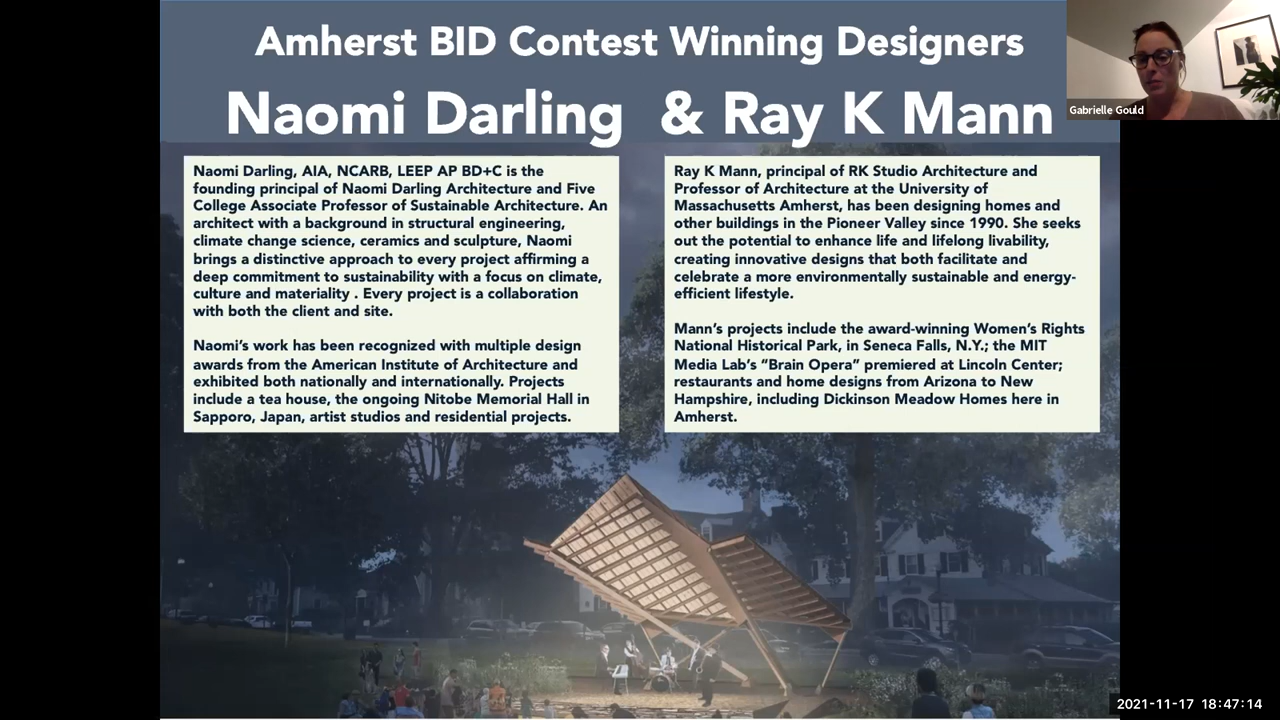 Amherst BID Contest Winning Designers
Naomi Darling & Ray K Mann
Gabrielle Gould
Naomi Darling, AIA, NCARB, LEEP AP BD+C is the
founding principal of Naomi Darling Architecture and Five
College Associate Professor of Sustainable Architecture. An
architect with a background in structural engineering,
climate change science, ceramics and sculpture, Naomi
brings a distinctive approach to every project affirming a
deep commitment to sustainability with a focus on climate,
culture and materiality . Every project is a collaboration
with both the client and site.
Naomi’s work has been recognized with multiple design
awards from the American Institute of Architecture and
exhibited both nationally and internationally. Projects
include a tea house, the ongoing Nitobe Memorial Hall in
Sapporo, Japan, artist studios and residential projects.
Ray K Mann, principal of RK Studio Architecture and
Professor of Architecture at the University of
Massachusetts Amherst, has been designing homes and
other buildings in the Pioneer Valley since 1990. She seeks
out the potential to enhance life and lifelong livability,
creating innovative designs that both facilitate and
celebrate a more environmentally sustainable and energy-
efficient lifestyle.
Mann’s projects include the award-winning Women’s Rights
National Historical Park, in Seneca Falls, N.Y.; the MIT
Media Lab’s “Brain Opera” premiered at Lincoln Center;
restaurants and home designs from Arizona to New
Hampshire, including Dickinson Meadow Homes here in
Amherst.
2021-11-17 18:47:14